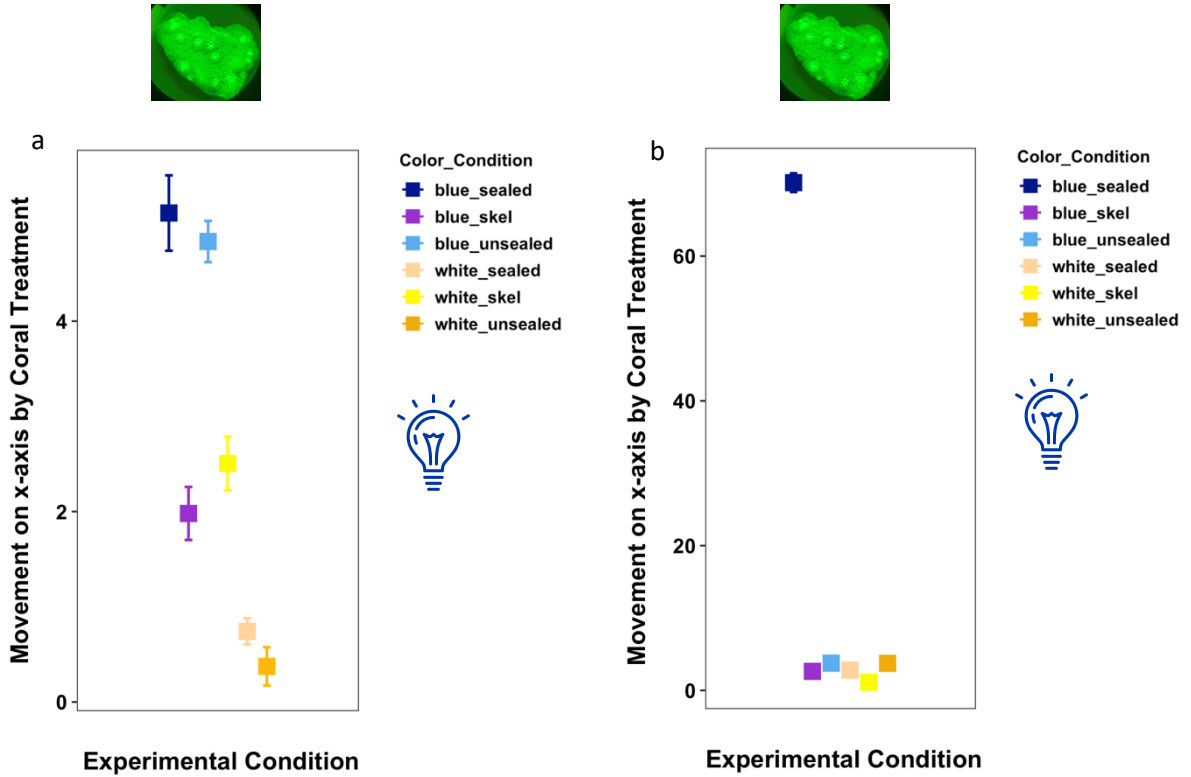 a
Movement on x-axis by Coral Treatment
4
2
0
Experimental Condition
Color_Condition
blue_sealed
blue_skel
blue_unsealed
white_sealed
white_skel
white_unsealed
b
Movement on x-axis by Coral Treatment
60
40
20
0
Experimental Condition
Color_Condition
blue_sealed
blue_skel
blue_unsealed
white_sealed
white_skel
white_unsealed